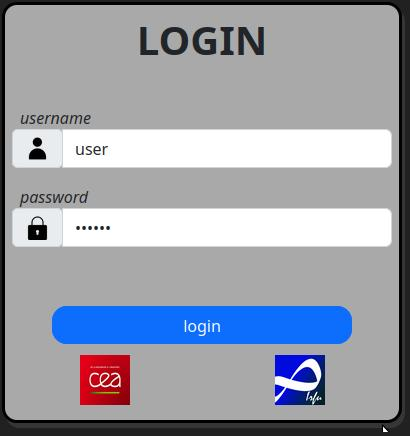 LOGIN
username
user
password
••••••
login
cea
Irfu